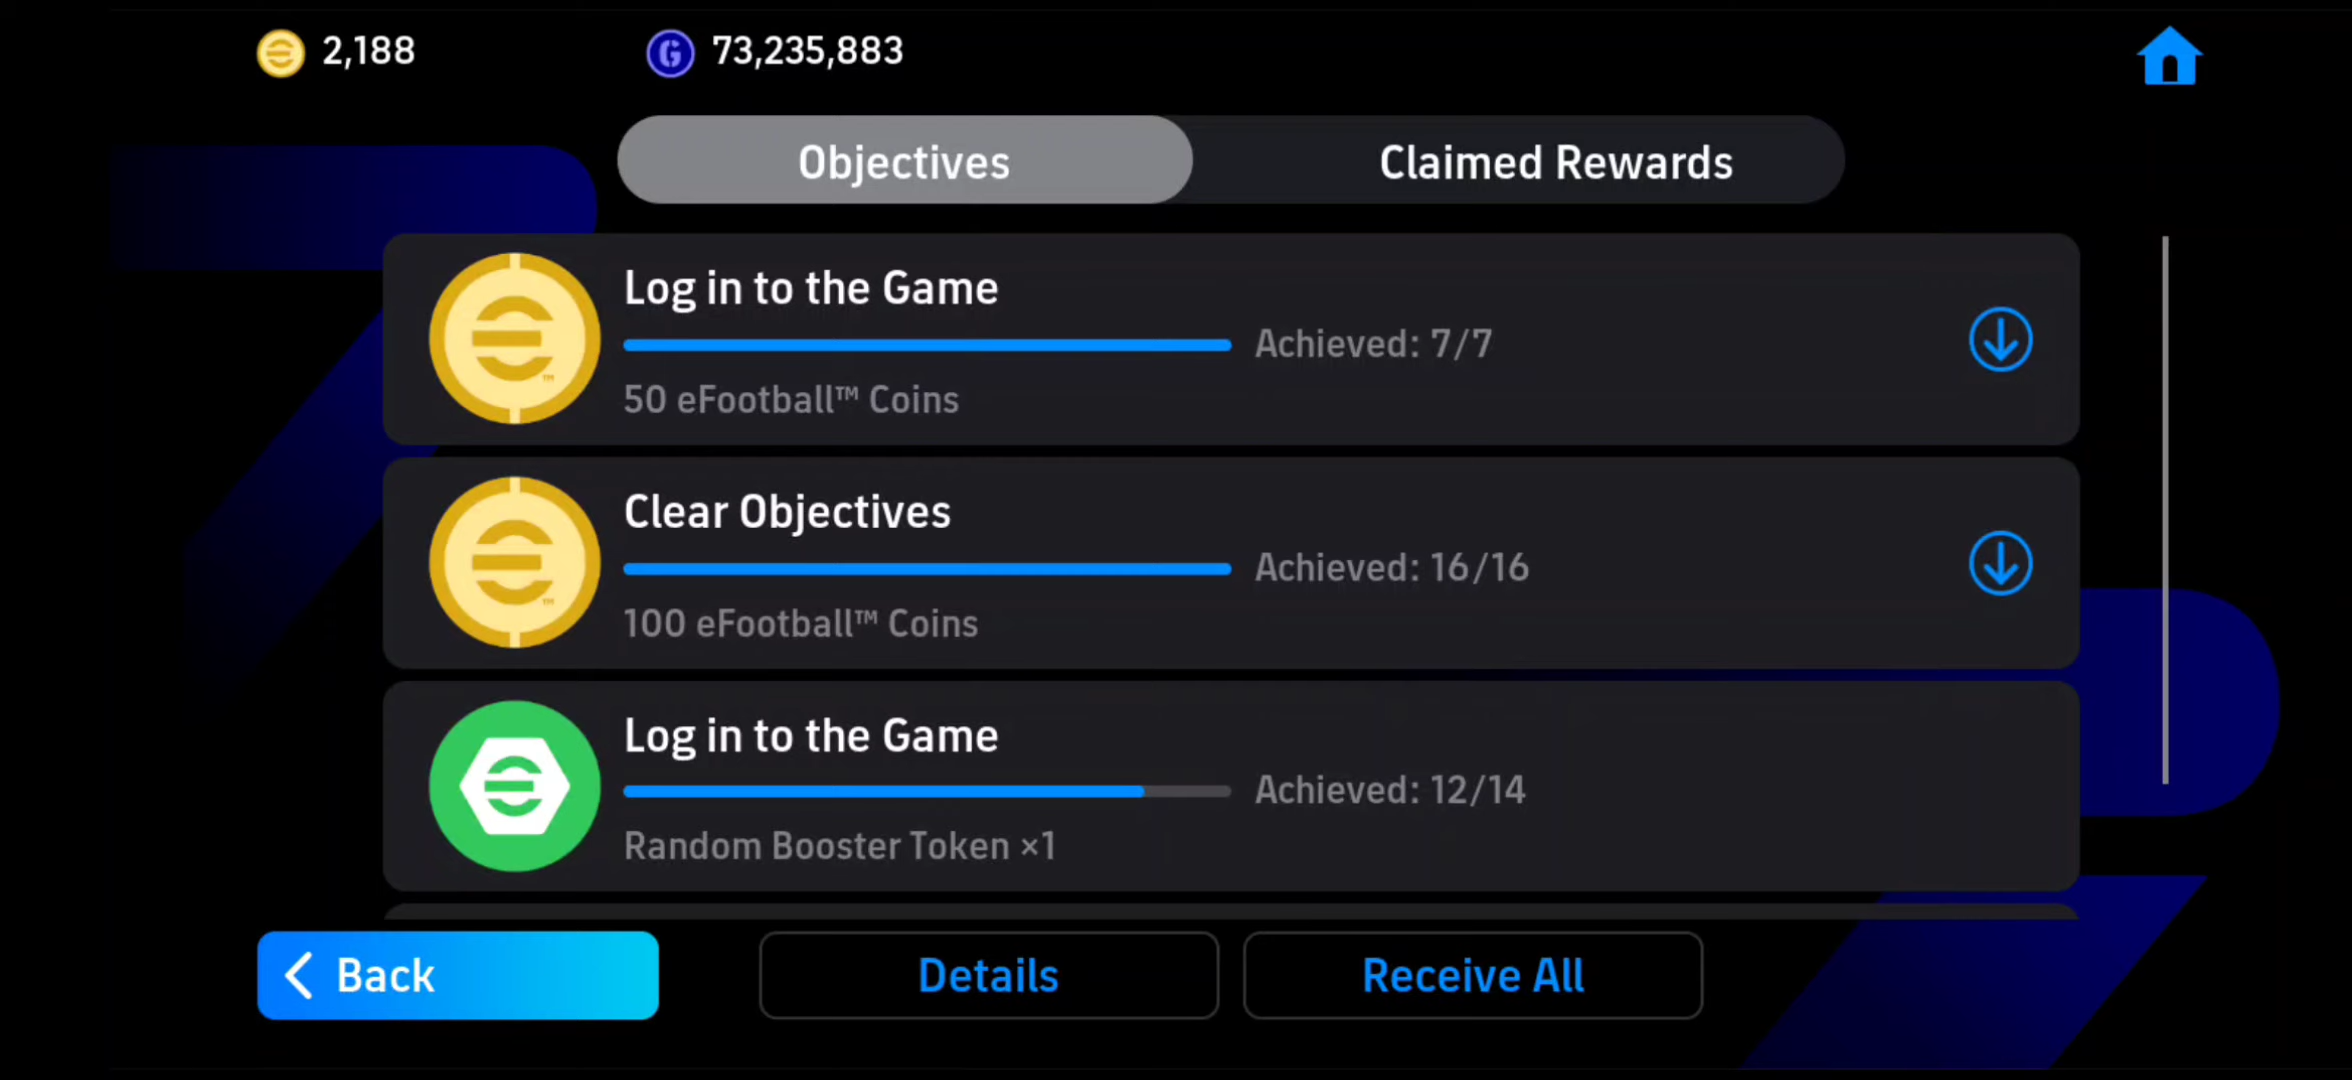 2,188
73,235,883
Objectives
Claimed Rewards
Log in to the Game
Achieved: 7/7
50 eFootball™ Coins
Clear Objectives
Achieved: 16/16
100 eFootball™ Coins
Log in to the Game
Achieved: 12/14
Random Booster Token ×1
Back
Details
Receive All